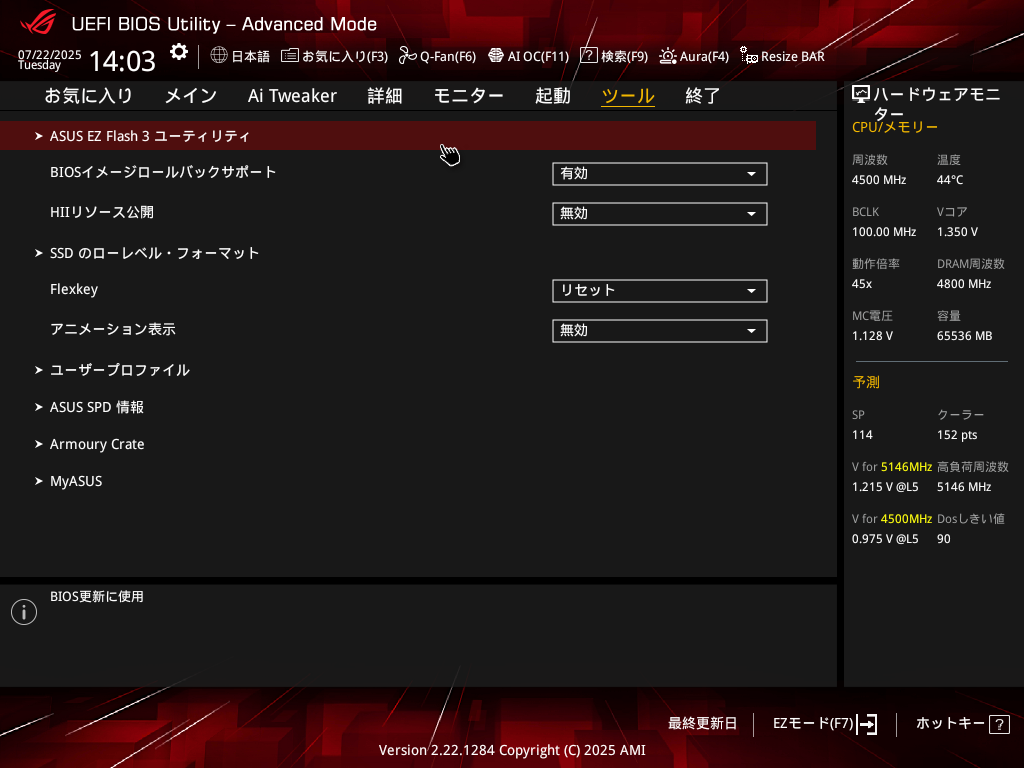 UEFI BIOS Utility – Advanced Mode
07/22/2025
Tuesday
14:03
日本語 お気に入り(F3) Q-Fan(F6) AI OC(F11) ? 検索(F9) Aura(F4) Resize BAR
お気に入り メイン Ai Tweaker 詳細 モニター 起動 ツール 終了
ASUS EZ Flash 3 ユーティリティ
BIOSイメージロールバックサポート 有効
HIIリソース公開 無効
SSD のローレベル・フォーマット
Flexkey リセット
アニメーション表示 無効
ユーザープロファイル
ASUS SPD 情報
Armoury Crate
MyASUS
BIOS更新に使用
ハードウェアモニ
ター
CPU/メモリー
周波数 温度
4500 MHz 44°C
BCLK Vコア
100.00 MHz 1.350 V
動作倍率 DRAM周波数
45x 4800 MHz
MC電圧 容量
1.128 V 65536 MB
予測
SP クーラー
114 152 pts
V for 5146MHz 高負荷周波数
1.215 V @L5 5146 MHz
V for 4500MHz Dosしきい値
0.975 V @L5 90
最終更新日 EZモード(F7) ホットキー ?
Version 2.22.1284 Copyright (C) 2025 AMI